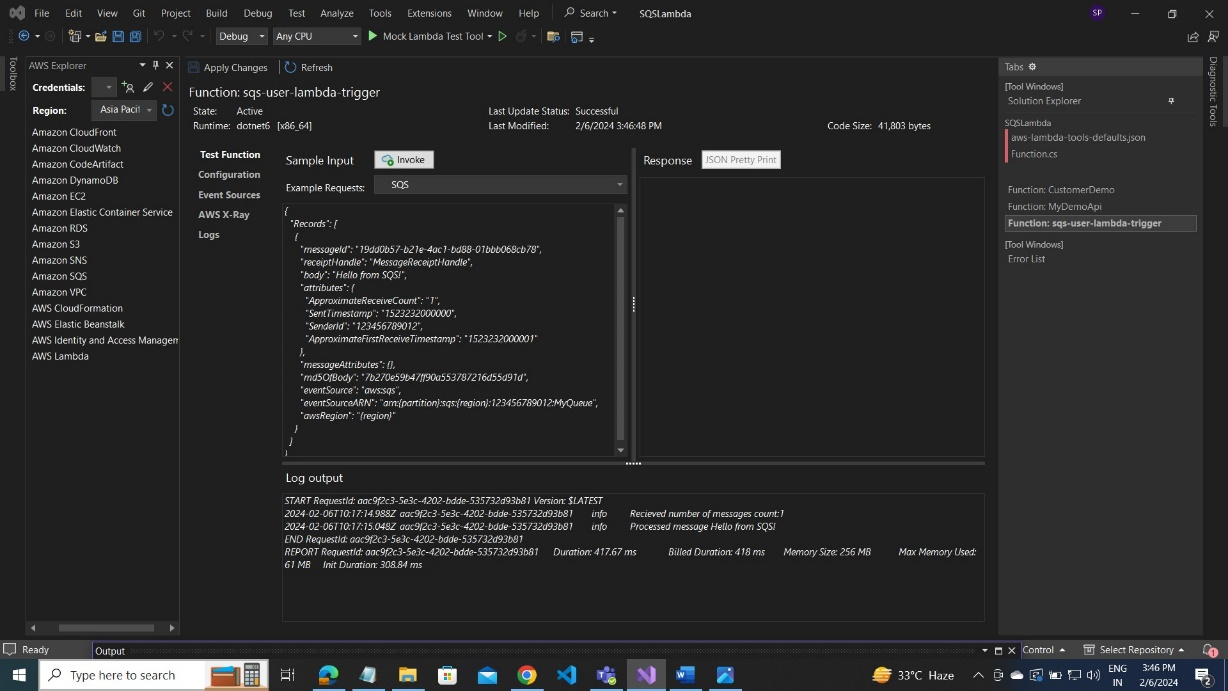 File Edit View Git Project Build Debug Test Analyze Tools Extensions Window Help Search SQSLambda SP
Debug Any CPU Mock Lambda Test Tool
Toolbox
AWS Explorer
Credentials:
Region: Asia Pacif
Amazon CloudFront
Amazon CloudWatch
Amazon CodeArtifact
Amazon DynamoDB
Amazon EC2
Amazon Elastic Container Service
Amazon RDS
Amazon S3
Amazon SNS
Amazon SQS
Amazon VPC
AWS CloudFormation
AWS Elastic Beanstalk
AWS Identity and Access Managem
AWS Lambda
Apply Changes Refresh
Function: sqs-user-lambda-trigger
State: Active Last Update Status: Successful
Runtime: dotnet6 [x86_64] Last Modified: 2/6/2024 3:46:48 PM Code Size: 41,803 bytes
Test Function
Configuration
Event Sources
AWS X-Ray
Logs
Sample Input Invoke
Example Requests: SQS
{
"Records": [
{
"messageId": "19dd0b57-b21e-4ac1-bd88-01bbb068cb78",
"receiptHandle": "MessageReceiptHandle",
"body": "Hello from SQS!",
"attributes": {
"ApproximateReceiveCount": "1",
"SentTimestamp": "1523232000000",
"SenderId": "123456789012",
"ApproximateFirstReceiveTimestamp": "1523232000001"
},
"messageAttributes": {},
"md5OfBody": "7b270e59b47ff90a553787216d55d91d",
"eventSource": "aws:sqs",
"eventSourceARN": "arn:{partition}:sqs:{region}:123456789012:MyQueue",
"awsRegion": "{region}"
}
]
Response JSON Pretty Print
Log output
START RequestId: aac9f2c3-5e3c-4202-bdde-535732d93b81 Version: $LATEST
2024-02-06T10:17:14.988Z aac9f2c3-5e3c-4202-bdde-535732d93b81 info Recieved number of messages count:1
2024-02-06T10:17:15.048Z aac9f2c3-5e3c-4202-bdde-535732d93b81 info Processed message Hello from SQS!
END RequestId: aac9f2c3-5e3c-4202-bdde-535732d93b81
REPORT RequestId: aac9f2c3-5e3c-4202-bdde-535732d93b81 Duration: 417.67 ms Billed Duration: 418 ms Memory Size: 256 MB Max Memory Used:
61 MB Init Duration: 308.84 ms
Tabs
[Tool Windows]
Solution Explorer
SQSLambda
aws-lambda-tools-defaults.json
Function.cs
Function: CustomerDemo
Function: MyDemoApi
Function: sqs-user-lambda-trigger
[Tool Windows]
Error List
Diagnostic Tools
Ready Output Control Select Repository 1
Type here to search 33°C Haze ENG IN 3:46 PM 2/6/2024 2